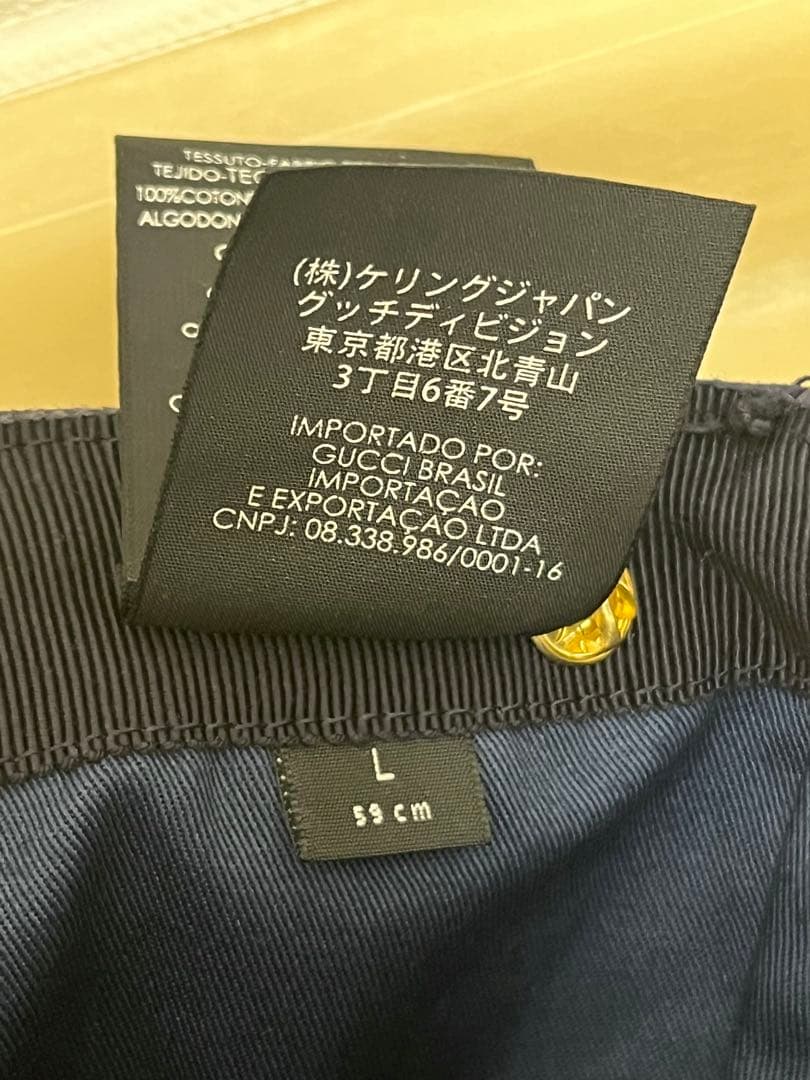 TESSUTO-
TEJIDO-
100%COTON
ALGODON
(株)ケリングジャパン
グッチディビジョン
東京都港区北青山
3丁目6番7号
IMPORTADO POR:
GUCCI BRASIL
IMPORTAÇAO
E EXPORTAÇAO LTDA
CNPJ: 08.338.986/0001-16
L
59 cm